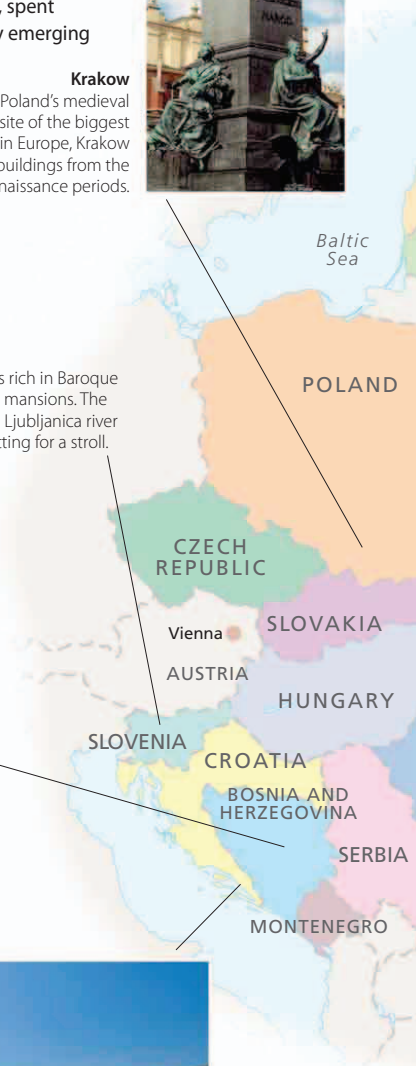 , spent
y emerging
Krakow
Poland's medieval
site of the biggest
in Europe, Krakow
buildings from the
naissance periods.
Baltic
Sea
s rich in Baroque
mansions. The
Ljubljanica river
tting for a stroll.
POLAND
CZECH
REPUBLIC
Vienna
SLOVAKIA
AUSTRIA
HUNGARY
SLOVENIA
CROATIA
BOSNIA AND
HERZEGOVINA
SERBIA
MONTENEGRO